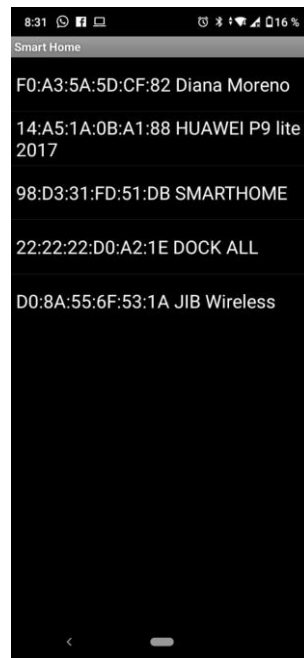 8:31 16 %
Smart Home
F0:A3:5A:5D:CF:82 Diana Moreno
14:A5:1A:0B:A1:88 HUAWEI P9 lite
2017
98:D3:31:FD:51:DB SMARTHOME
22:22:22:D0:A2:1E DOCK ALL
D0:8A:55:6F:53:1A JIB Wireless